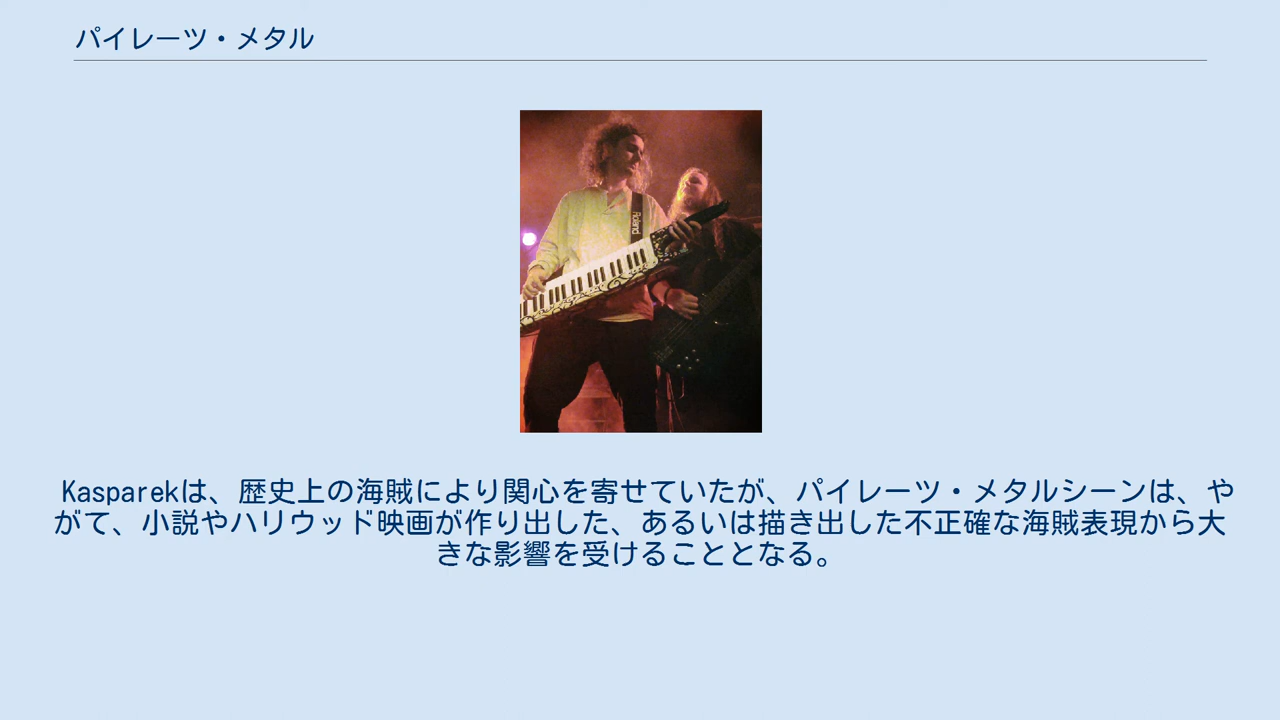 パイレーツ・メタル
Roland
Kasparekは、歴史上の海賊により関心を寄せていたが、パイレーツ・メタルシーンは、や
がて、小説やハリウッド映画が作り出した、あるいは描き出した不正確な海賊表現から大
きな影響を受けることとなる。